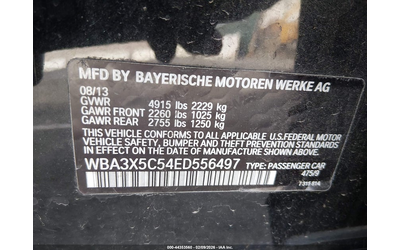 MFD BY BAYERISCHE MOTOREN WERKE AG
08/13
GVWR 4915 lbs 2229 kg
GAWR FRONT 2260 lbs 1025 kg
GAWR REAR 2755 lbs 1250 kg
THIS VEHICLE CONFORMS TO ALL APPLICABLE U.S. FEDERAL MOTOR
VEHICLE SAFETY, BUMPER, AND THEFT PREVENTION STANDARDS IN
EFFECT ON THE DATE OF MANUFACTURE SHOWN ABOVE.
WBA3X5C54ED556497 TYPE: PASSENGER CAR
475/9